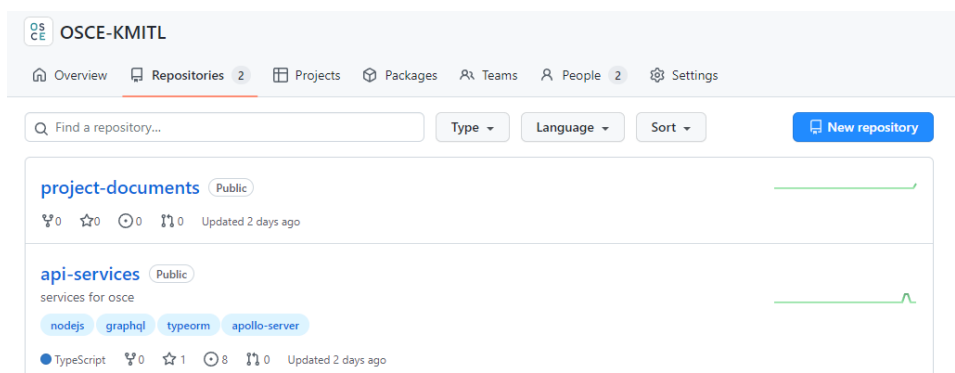 OS CE OSCE-KMITL
Overview Repositories 2 Projects Packages Teams People 2 Settings
Find a repository... Type Language Sort New repository
project-documents Public
0 0 0 0 Updated 2 days ago
api-services Public
services for osce
nodejs graphql typeorm apollo-server
TypeScript 0 1 8 0 Updated 2 days ago